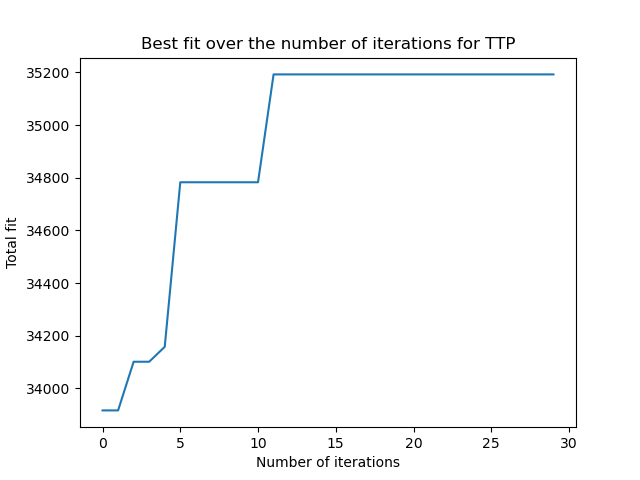 Best fit over the number of iterations for TTP
35200
35000
34800
34600
34400
34200
34000
Total fit
0 5 10 15 20 25 30
Number of iterations